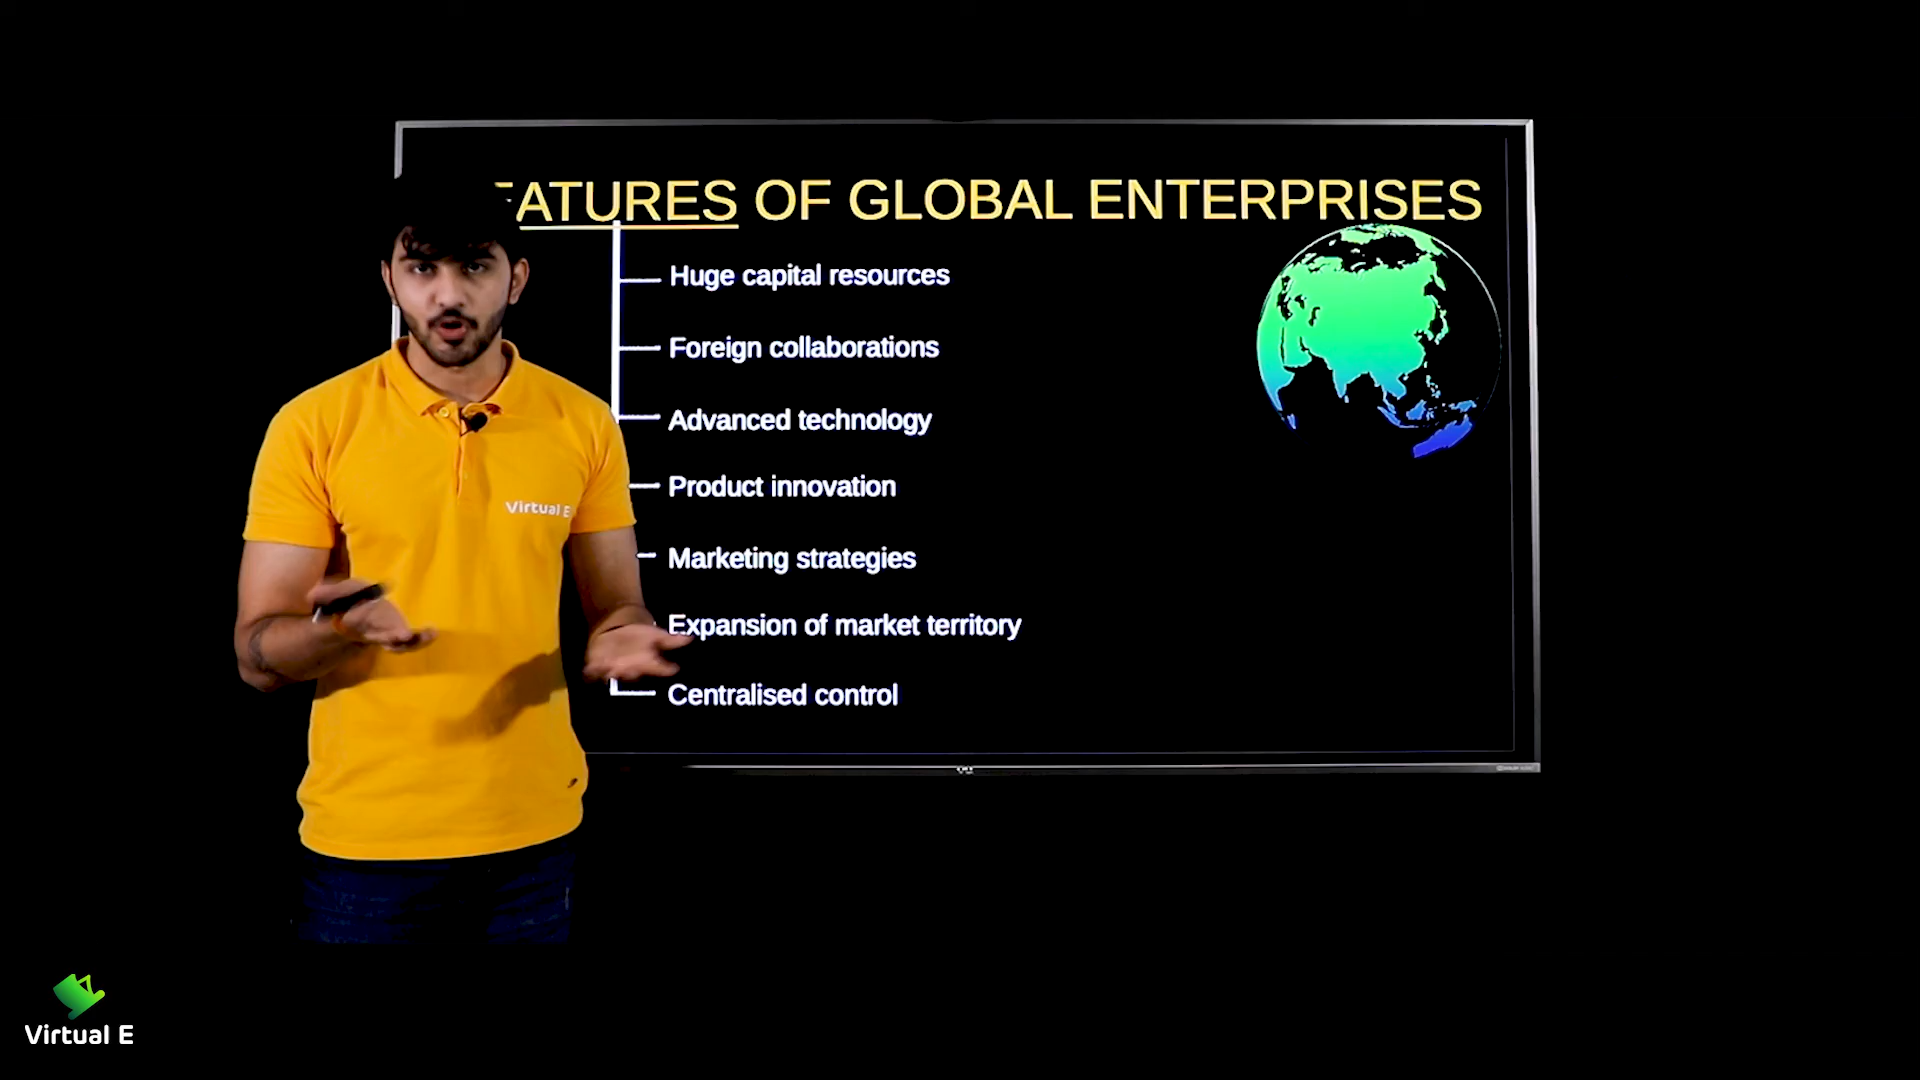 FEATURES OF GLOBAL ENTERPRISES
Huge capital resources
Foreign collaborations
Advanced technology
Product innovation
Virtual E
Marketing strategies
Expansion of market territory
Centralised control
Virtual E